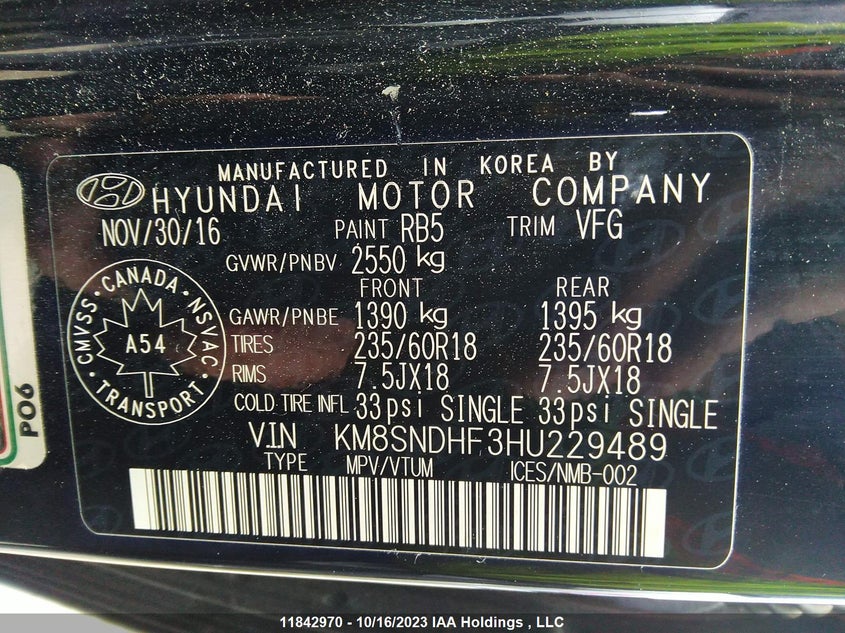 MANUFACTURED IN KOREA BY
HYUNDAI MOTOR COMPANY
NOV/30/16 PAINT RB5 TRIM VFG
GVWR/PNBV 2550 kg
FRONT REAR
GAWR/PNBE 1390 kg 1395 kg
TIRES 235/60R18 235/60R18
RIMS 7.5JX18 7.5JX18
COLD TIRE INFL 33psi SINGLE 33psi SINGLE
VIN KM8SNDHF3HU229489
TYPE MPV/VTUM ICES/NMB-002
CMVSS · CANADA · NSVAC · TRANSPORT ·
A54
P06
11842970 - 10/16/2023 IAA Holdings , LLC